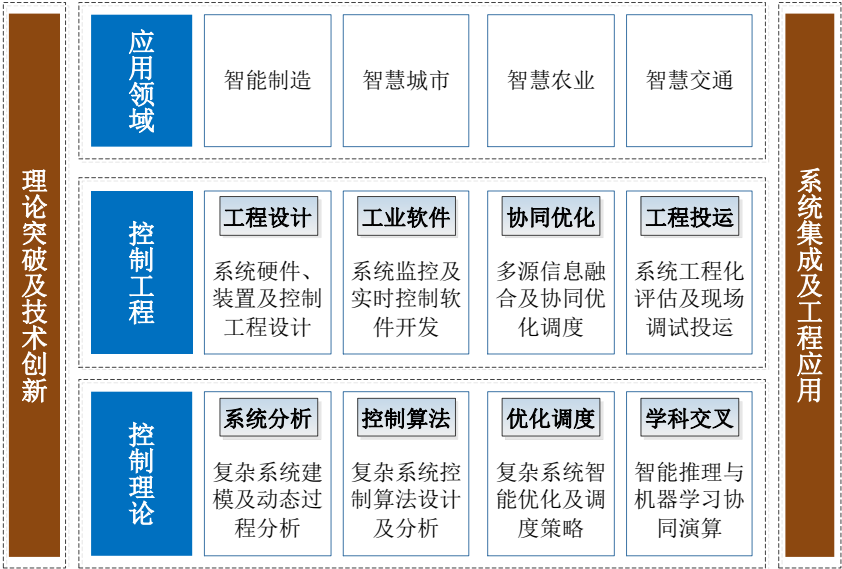 理论突破及技术创新
应用领域
智能制造
智慧城市
智慧农业
智慧交通
控制工程
工程设计
系统硬件、
装置及控制
工程设计
工业软件
系统监控及
实时控制软
件开发
协同优化
多源信息融
合及协同优
化调度
工程投运
系统工程化
评估及现场
调试投运
控制理论
系统分析
复杂系统建
模及动态过
程分析
控制算法
复杂系统控
制算法设计
及分析
优化调度
复杂系统智
能优化及调
度策略
学科交叉
智能推理与
机器学习协
同演算
系统集成及工程应用